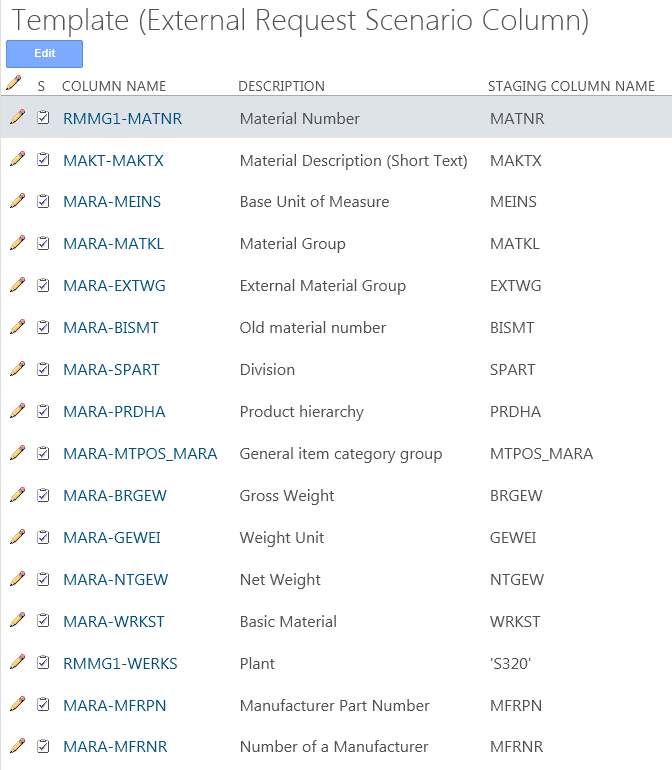 Template (External Request Scenario Column)
Edit
S COLUMN NAME DESCRIPTION STAGING COLUMN NAME
RMMG1-MATNR Material Number MATNR
MAKT-MAKTX Material Description (Short Text) MAKTX
MARA-MEINS Base Unit of Measure MEINS
MARA-MATKL Material Group MATKL
MARA-EXTWG External Material Group EXTWG
MARA-BISMT Old material number BISMT
MARA-SPART Division SPART
MARA-PRDHA Product hierarchy PRDHA
MARA-MTPOS_MARA General item category group MTPOS_MARA
MARA-BRGEW Gross Weight BRGEW
MARA-GEWEI Weight Unit GEWEI
MARA-NTGEW Net Weight NTGEW
MARA-WRKST Basic Material WRKST
RMMG1-WERKS Plant 'S320'
MARA-MFRPN Manufacturer Part Number MFRPN
MARA-MFRNR Number of a Manufacturer MFRNR